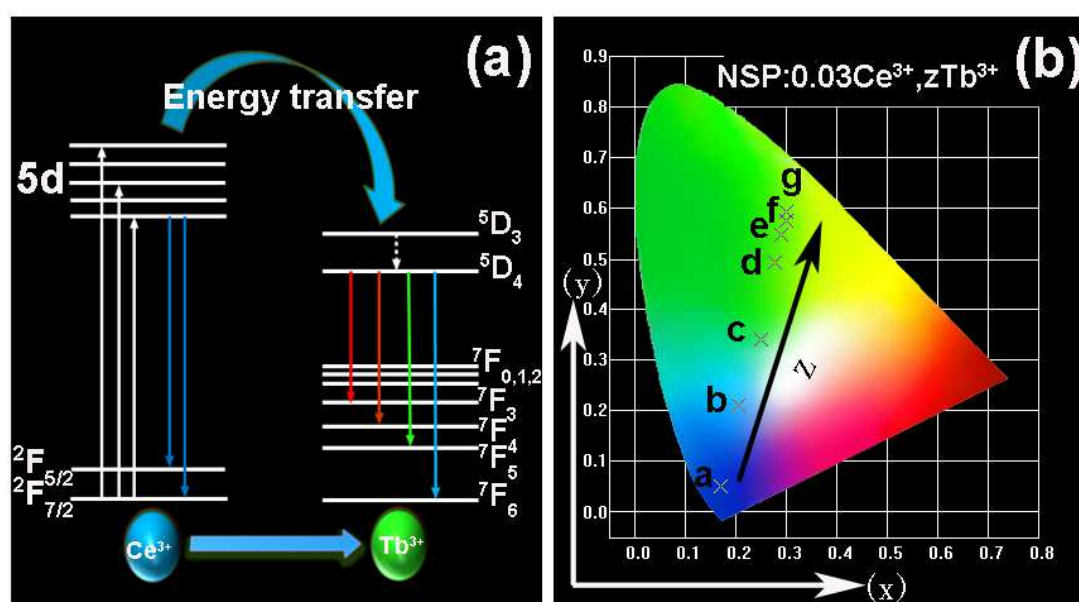 (a)
Energy transfer
5d
⁵D₃
⁵D₄
⁷F₀,₁,₂
⁷F₃
⁷F₄
⁷F₅
⁷F₆
²F₅/₂
²F₇/₂
Ce³⁺
Tb³⁺
(b)
NSP:0.03Ce³⁺,zTb³⁺
0.9
0.8
0.7
0.6
0.5
0.4
0.3
0.2
0.1
0.0
(y)
g
f
e
d
c
b
a
Z
0.0 0.1 0.2 0.3 0.4 0.5 0.6 0.7 0.8
(x)